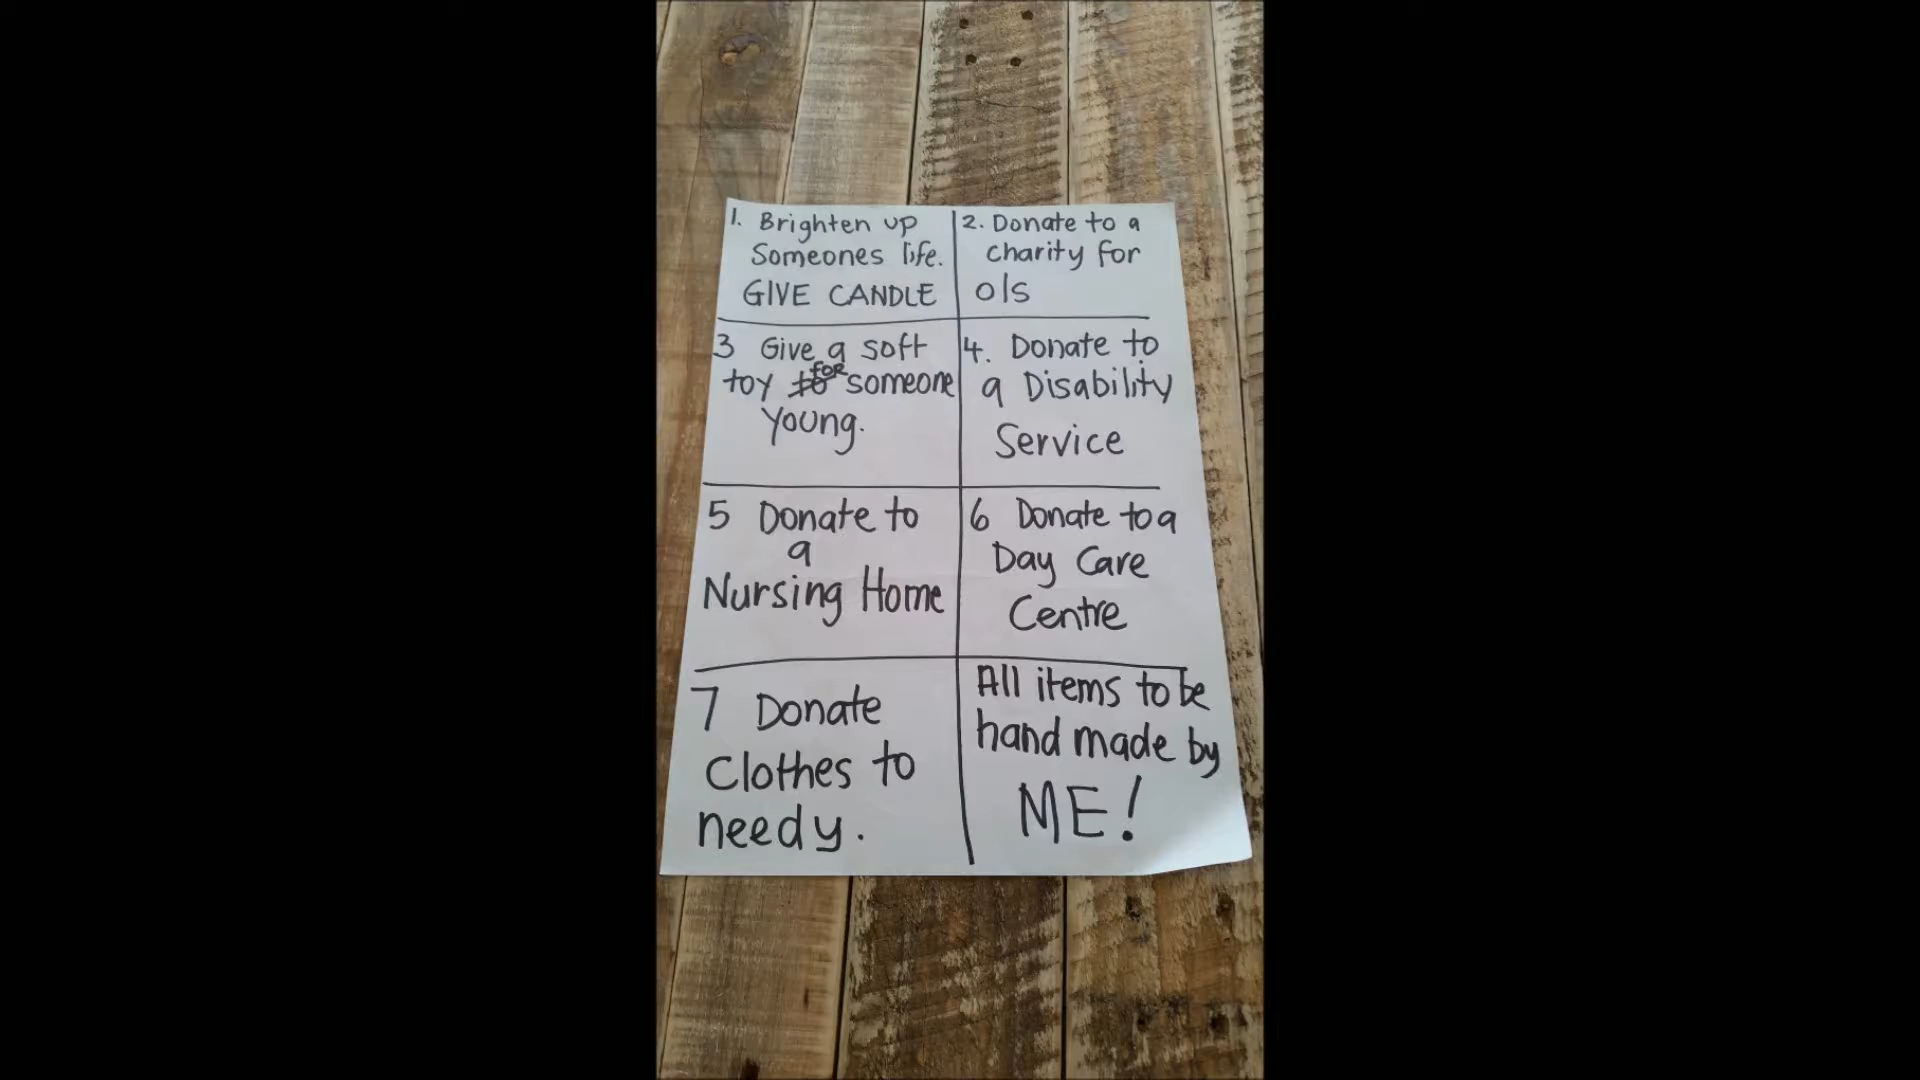 1. Brighten up
Someones life.
GIVE CANDLE
2. Donate to a
charity for
o/s
3 Give a soft
toy to FOR someone
Young.
4. Donate to
a Disability
Service
5 Donate to
a
Nursing Home
6 Donate to a
Day Care
Centre
7 Donate
Clothes to
needy.
All items to be
hand made by
ME!